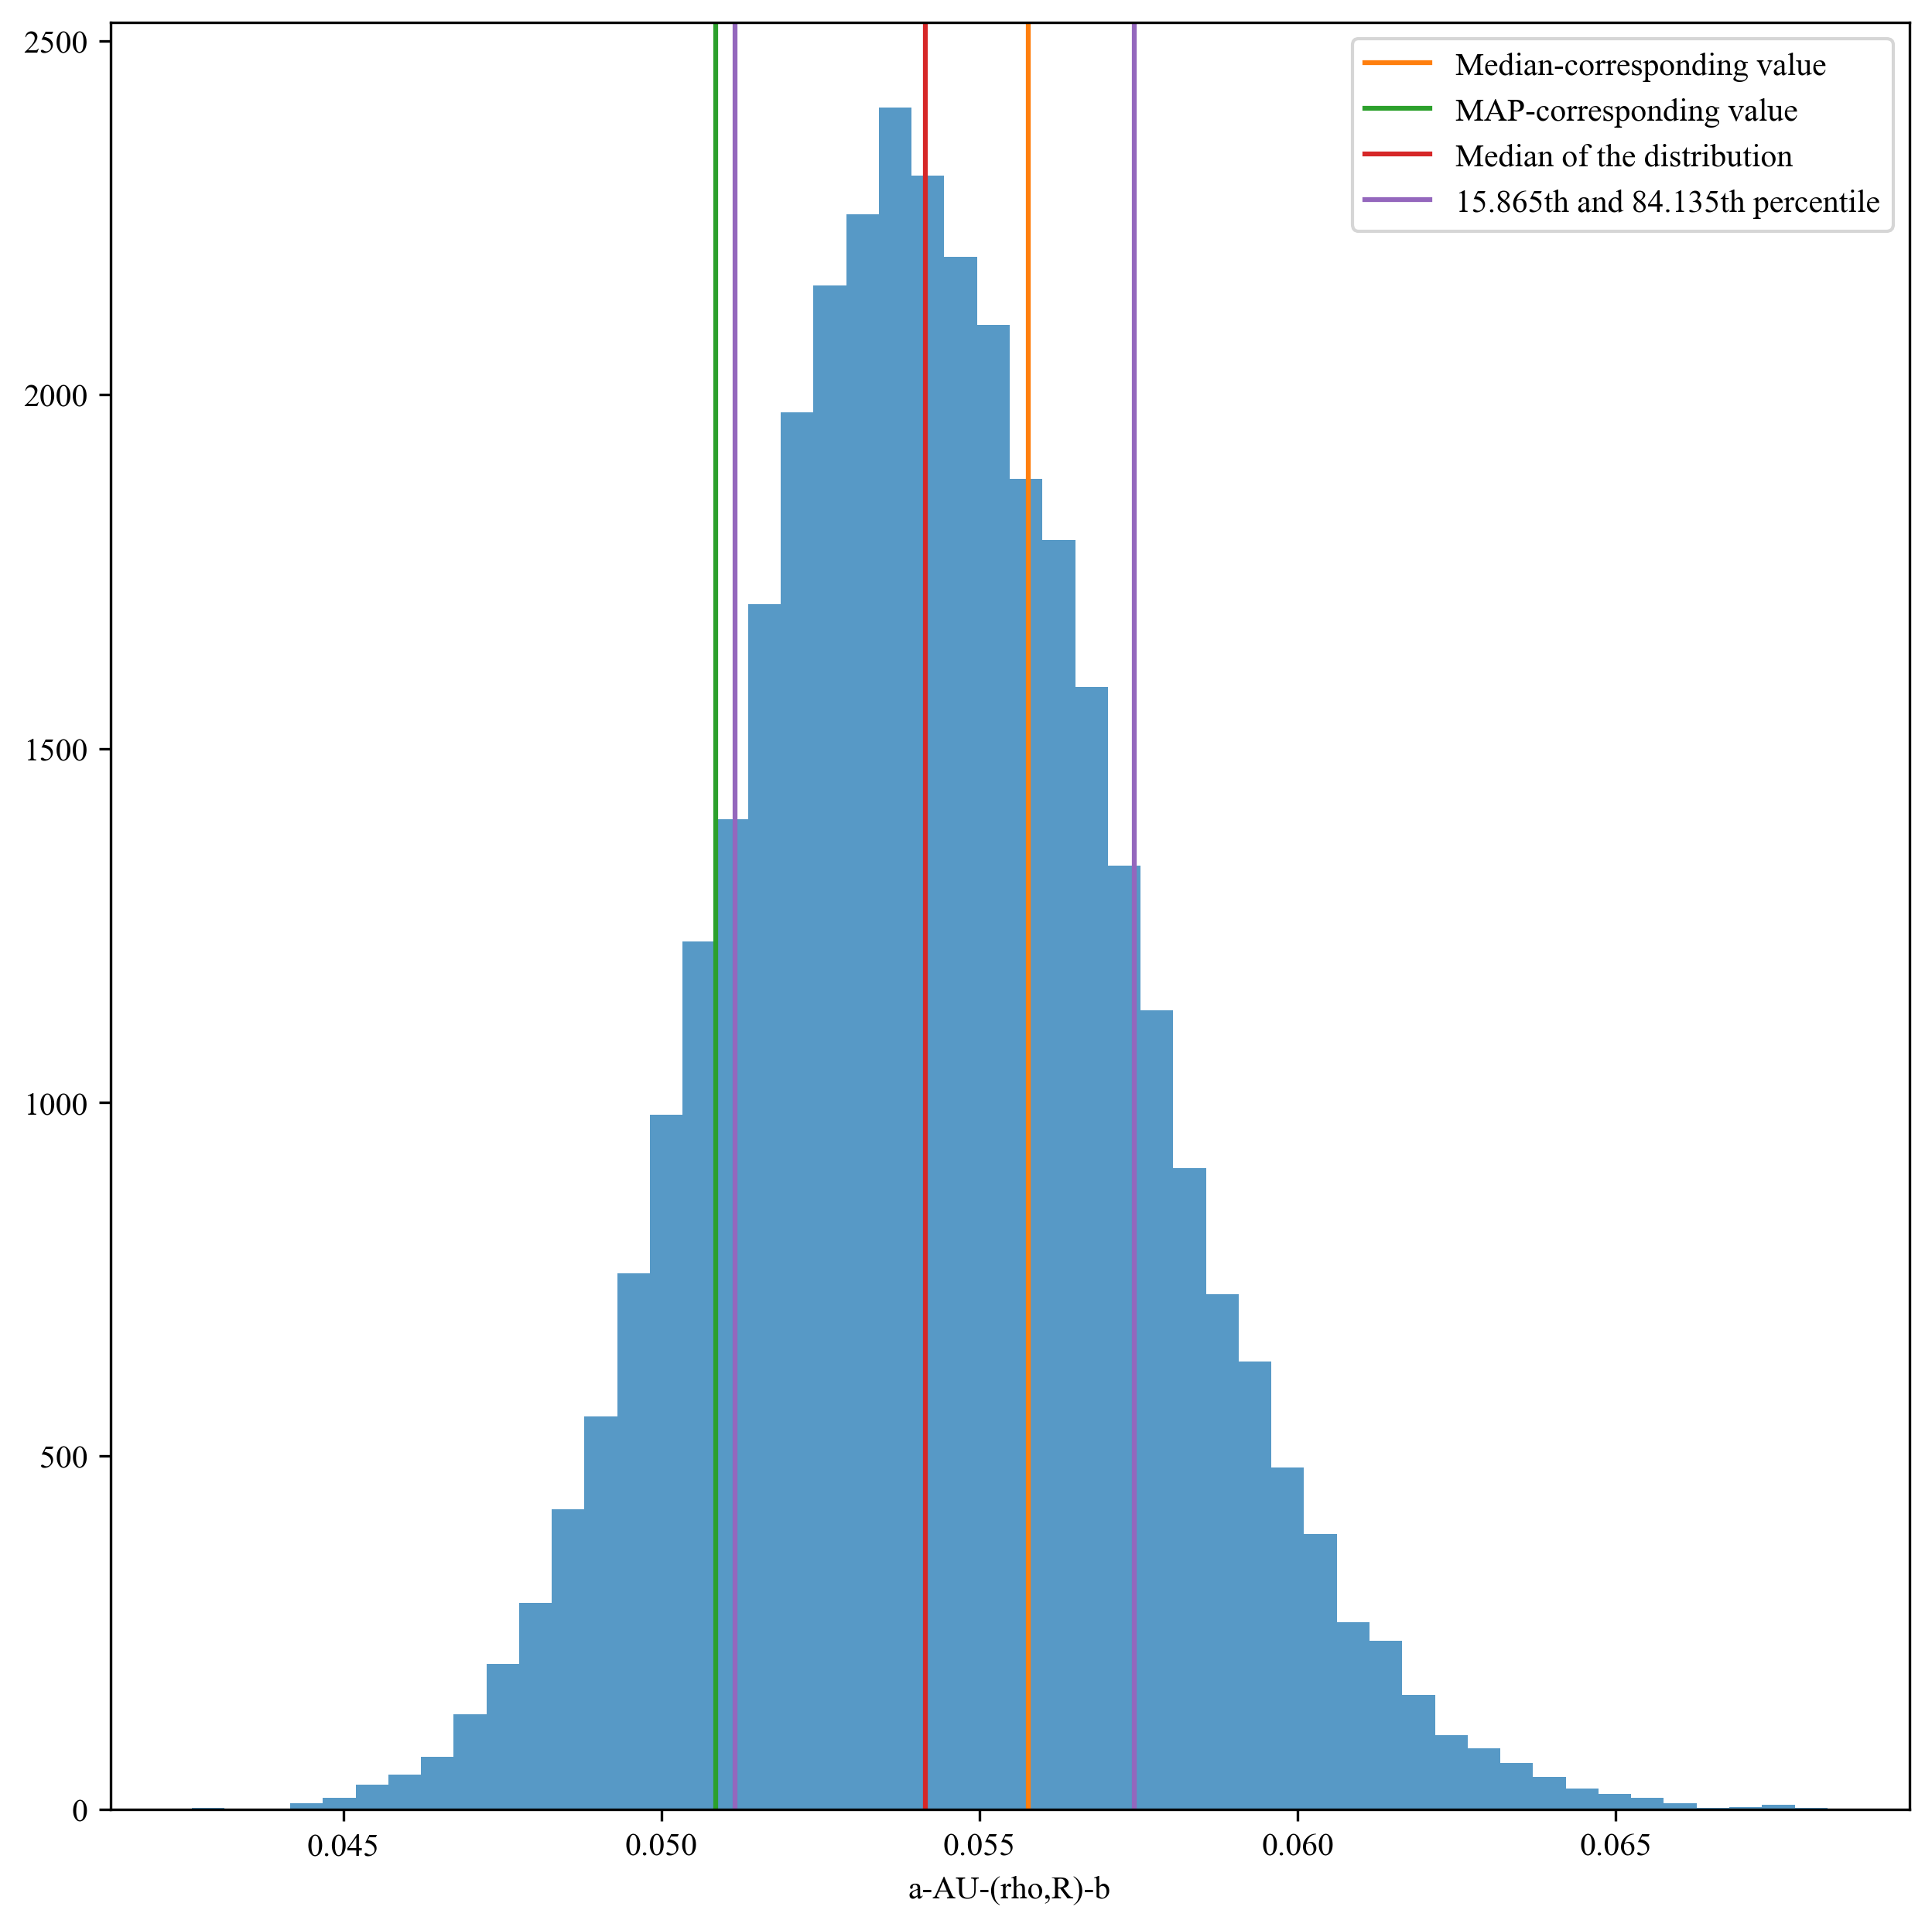 Median-corresponding value
MAP-corresponding value
Median of the distribution
15.865th and 84.135th percentile
2500
2000
1500
1000
500
0
0.045 0.050 0.055 0.060 0.065
a-AU-(rho,R)-b